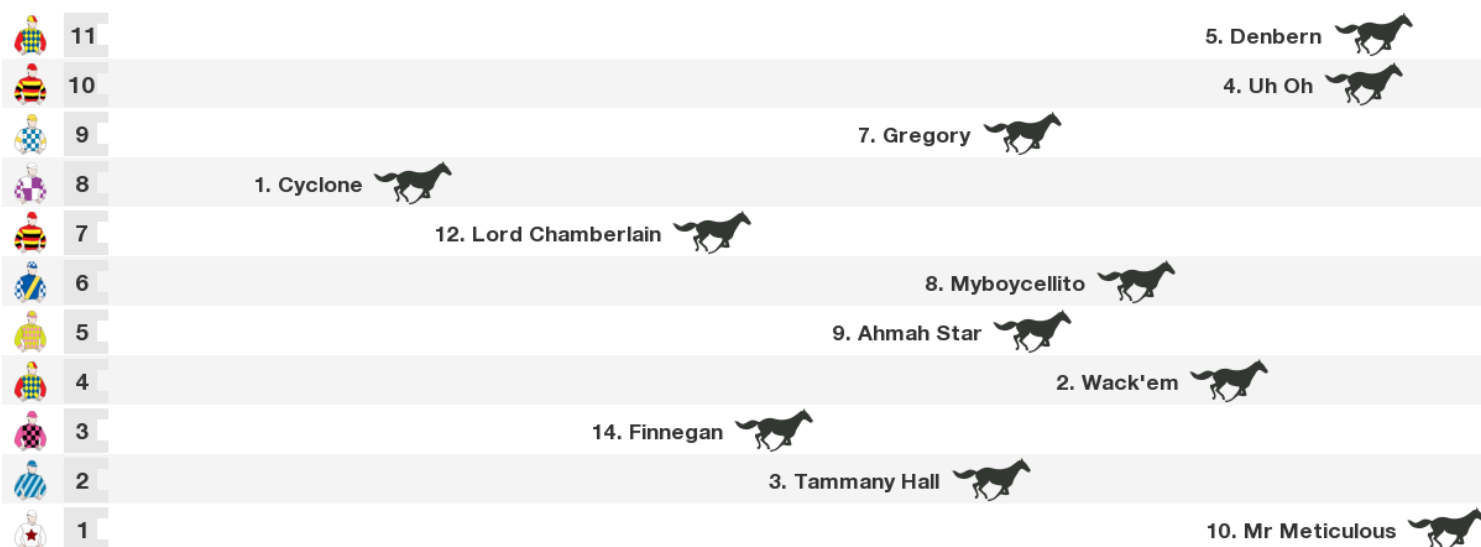 11 5. Denbern
10 4. Uh Oh
9 7. Gregory
8 1. Cyclone
7 12. Lord Chamberlain
6 8. Myboycellito
5 9. Ahmah Star
4 2. Wack'em
3 14. Finnegan
2 3. Tammany Hall
1 10. Mr Meticulous